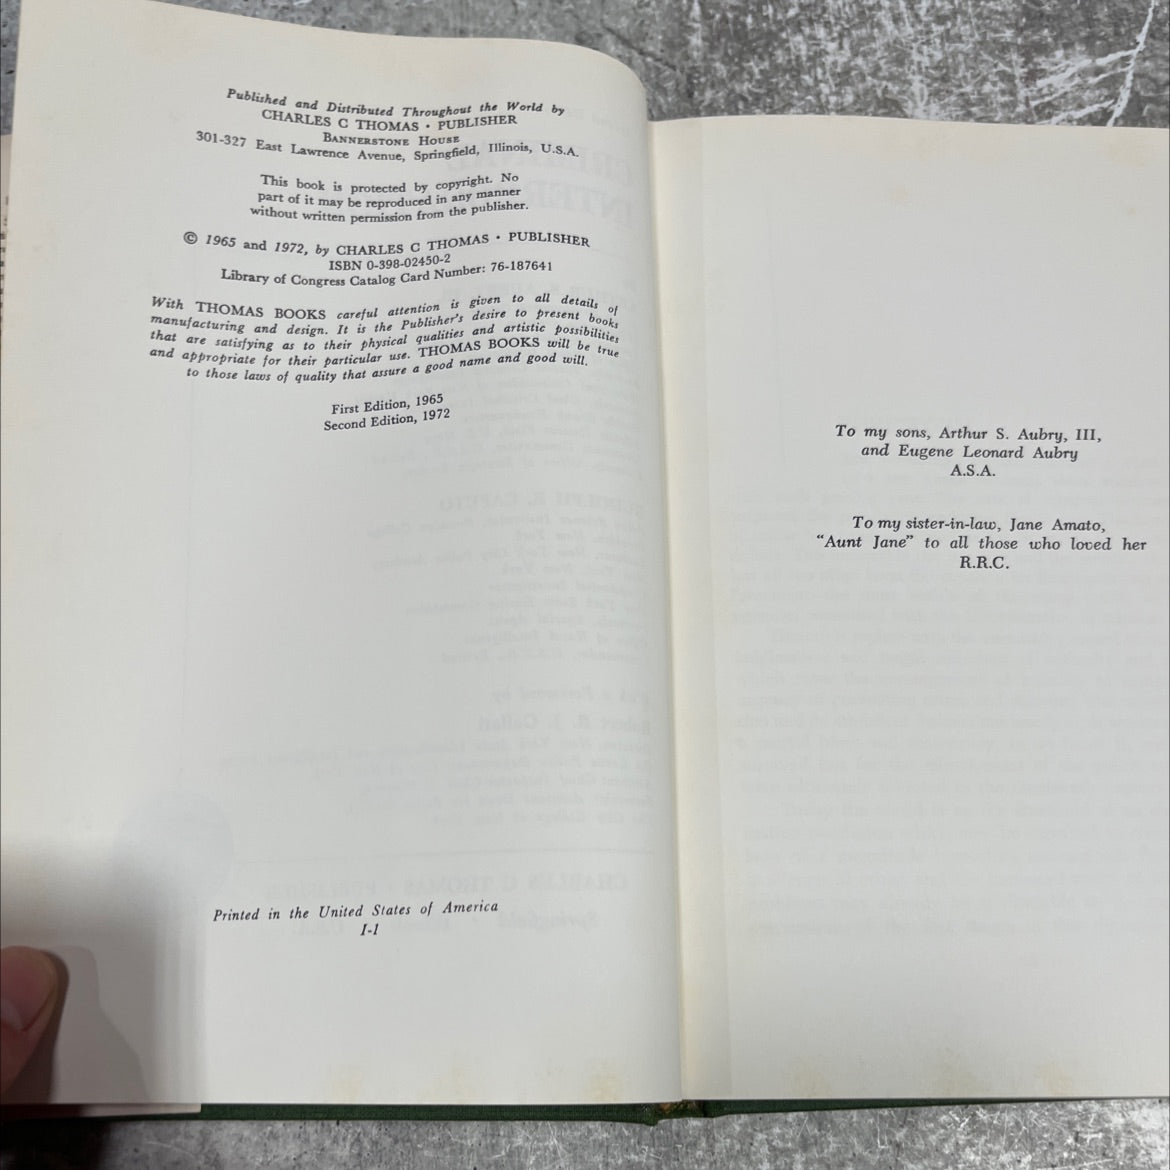 Published and Distributed Throughout the World by
CHARLES C THOMAS • PUBLISHER
BANNERSTONE HOUSE
301-327 East Lawrence Avenue, Springfield, Illinois, U.S.A.
This book is protected by copyright. No
part of it may be reproduced in any manner
without written permission from the publisher.
© 1965 and 1972, by CHARLES C THOMAS • PUBLISHER
ISBN 0-398-02450-2
Library of Congress Catalog Card Number: 76-187641
With THOMAS BOOKS careful attention is given to all details of
manufacturing and design. It is the Publisher's desire to present books
that are satisfying as to their physical qualities and artistic possibilities
and appropriate for their particular use. THOMAS BOOKS will be true
to those laws of quality that assure a good name and good will.
First Edition, 1965
Second Edition, 1972
Printed in the United States of America
I-1
To my sons, Arthur S. Aubry, III,
and Eugene Leonard Aubry
A.S.A.
To my sister-in-law, Jane Amato,
“Aunt Jane” to all those who loved her
R.R.C.